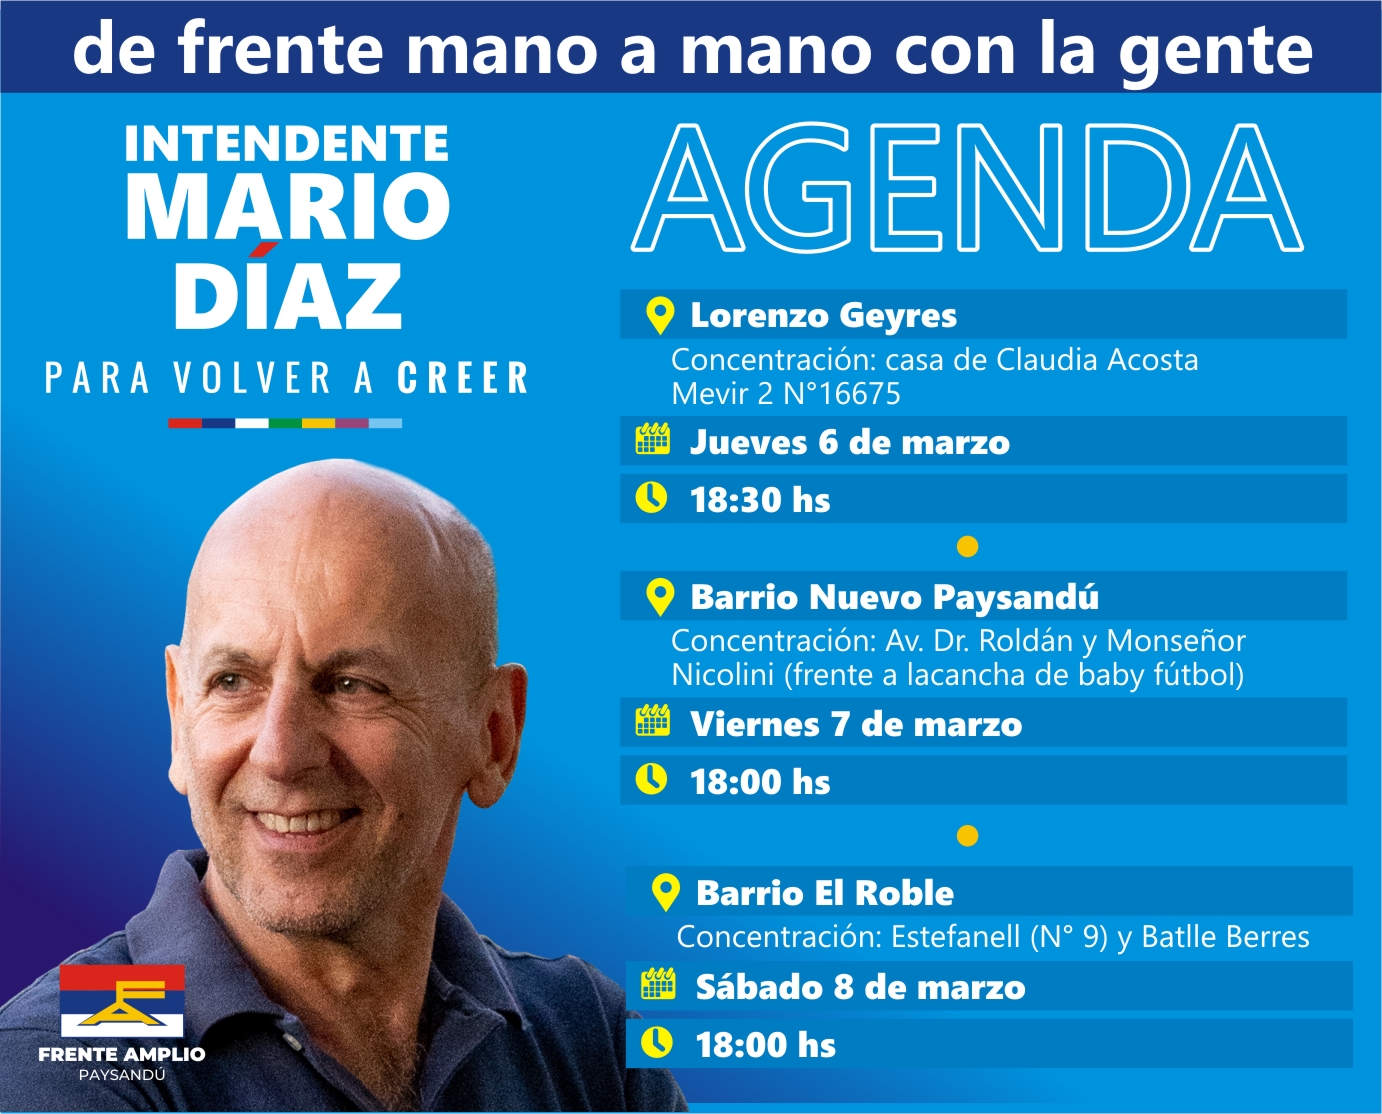 de frente mano a mano con la gente
INTENDENTE
MARIO
DÍAZ
PARA VOLVER A CREER
AGENDA
Lorenzo Geyres
Concentración: casa de Claudia Acosta
Mevir 2 N°16675
Jueves 6 de marzo
18:30 hs
Barrio Nuevo Paysandú
Concentración: Av. Dr. Roldán y Monseñor
Nicolini (frente a lacancha de baby fútbol)
Viernes 7 de marzo
18:00 hs
Barrio El Roble
Concentración: Estefanell (N° 9) y Batlle Berres
Sábado 8 de marzo
18:00 hs
FA
FRENTE AMPLIO
PAYSANDÚ